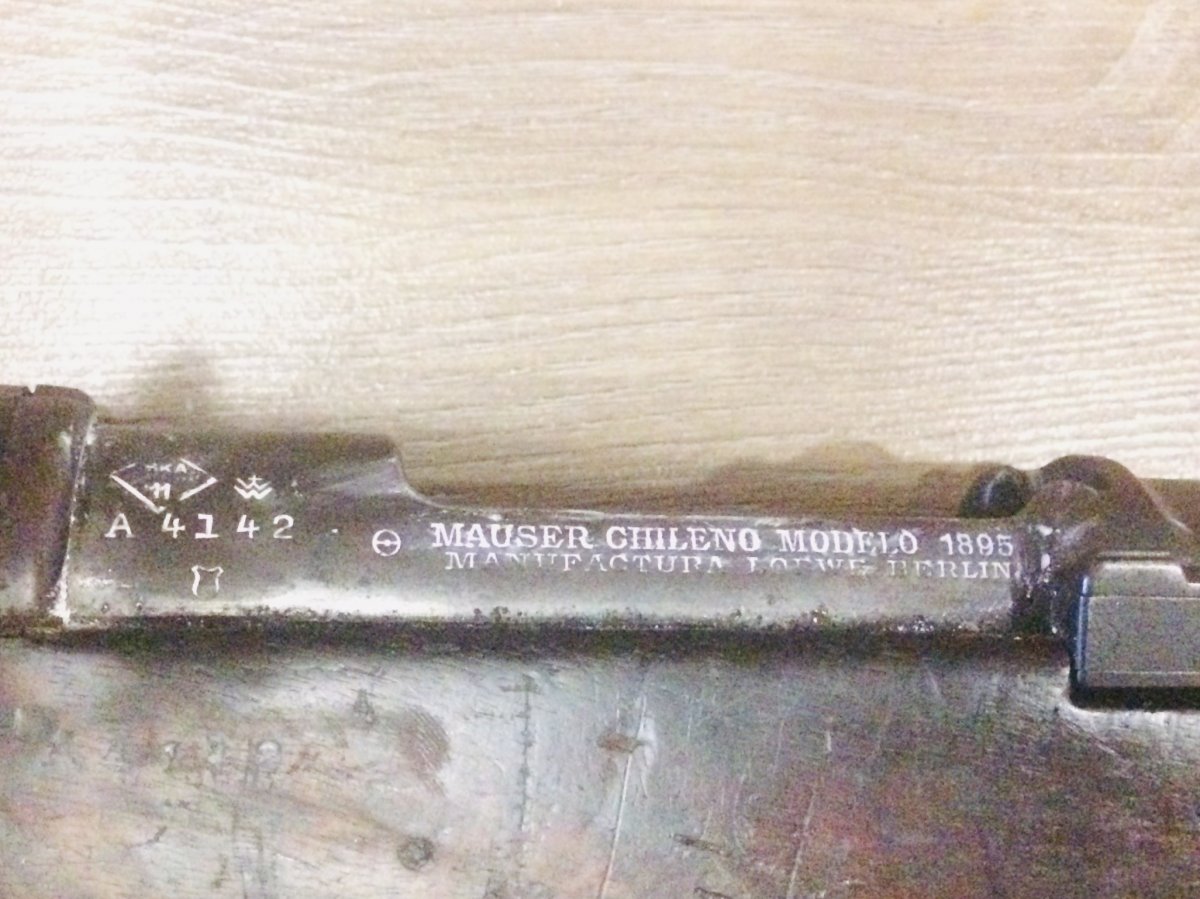 A 4142
MAUSER CHILENO MODELO 1895
MANUFACTURA LOEWE BERLIN